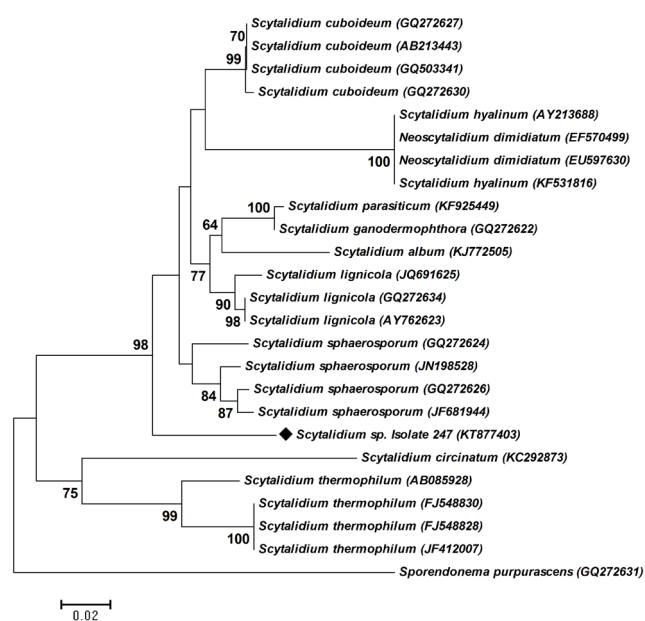 Scytalidium cuboideum (GQ272627)
70
Scytalidium cuboideum (AB213443)
99
Scytalidium cuboideum (GQ503341)
Scytalidium cuboideum (GQ272630)
Scytalidium hyalinum (AY213688)
Neoscytalidium dimidiatum (EF570499)
100
Neoscytalidium dimidiatum (EU597630)
Scytalidium hyalinum (KF531816)
100
Scytalidium parasiticum (KF925449)
64
Scytalidium ganodermophthora (GQ272622)
Scytalidium album (KJ772505)
77
Scytalidium lignicola (JQ691625)
90
Scytalidium lignicola (GQ272634)
98
Scytalidium lignicola (AY762623)
98
Scytalidium sphaerosporum (GQ272624)
Scytalidium sphaerosporum (JN198528)
84
Scytalidium sphaerosporum (GQ272626)
87
Scytalidium sphaerosporum (JF681944)
Scytalidium sp. Isolate 247 (KT877403)
Scytalidium circinatum (KC292873)
75
Scytalidium thermophilum (AB085928)
99
Scytalidium thermophilum (FJ548830)
Scytalidium thermophilum (FJ548828)
100
Scytalidium thermophilum (JF412007)
Sporendonema purpurascens (GQ272631)
0.02